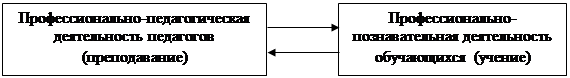 Профессионально-педагогическая
деятельность педагогов
(преподавание)
Профессионально-
познавательная деятельность
обучающихся (учение)